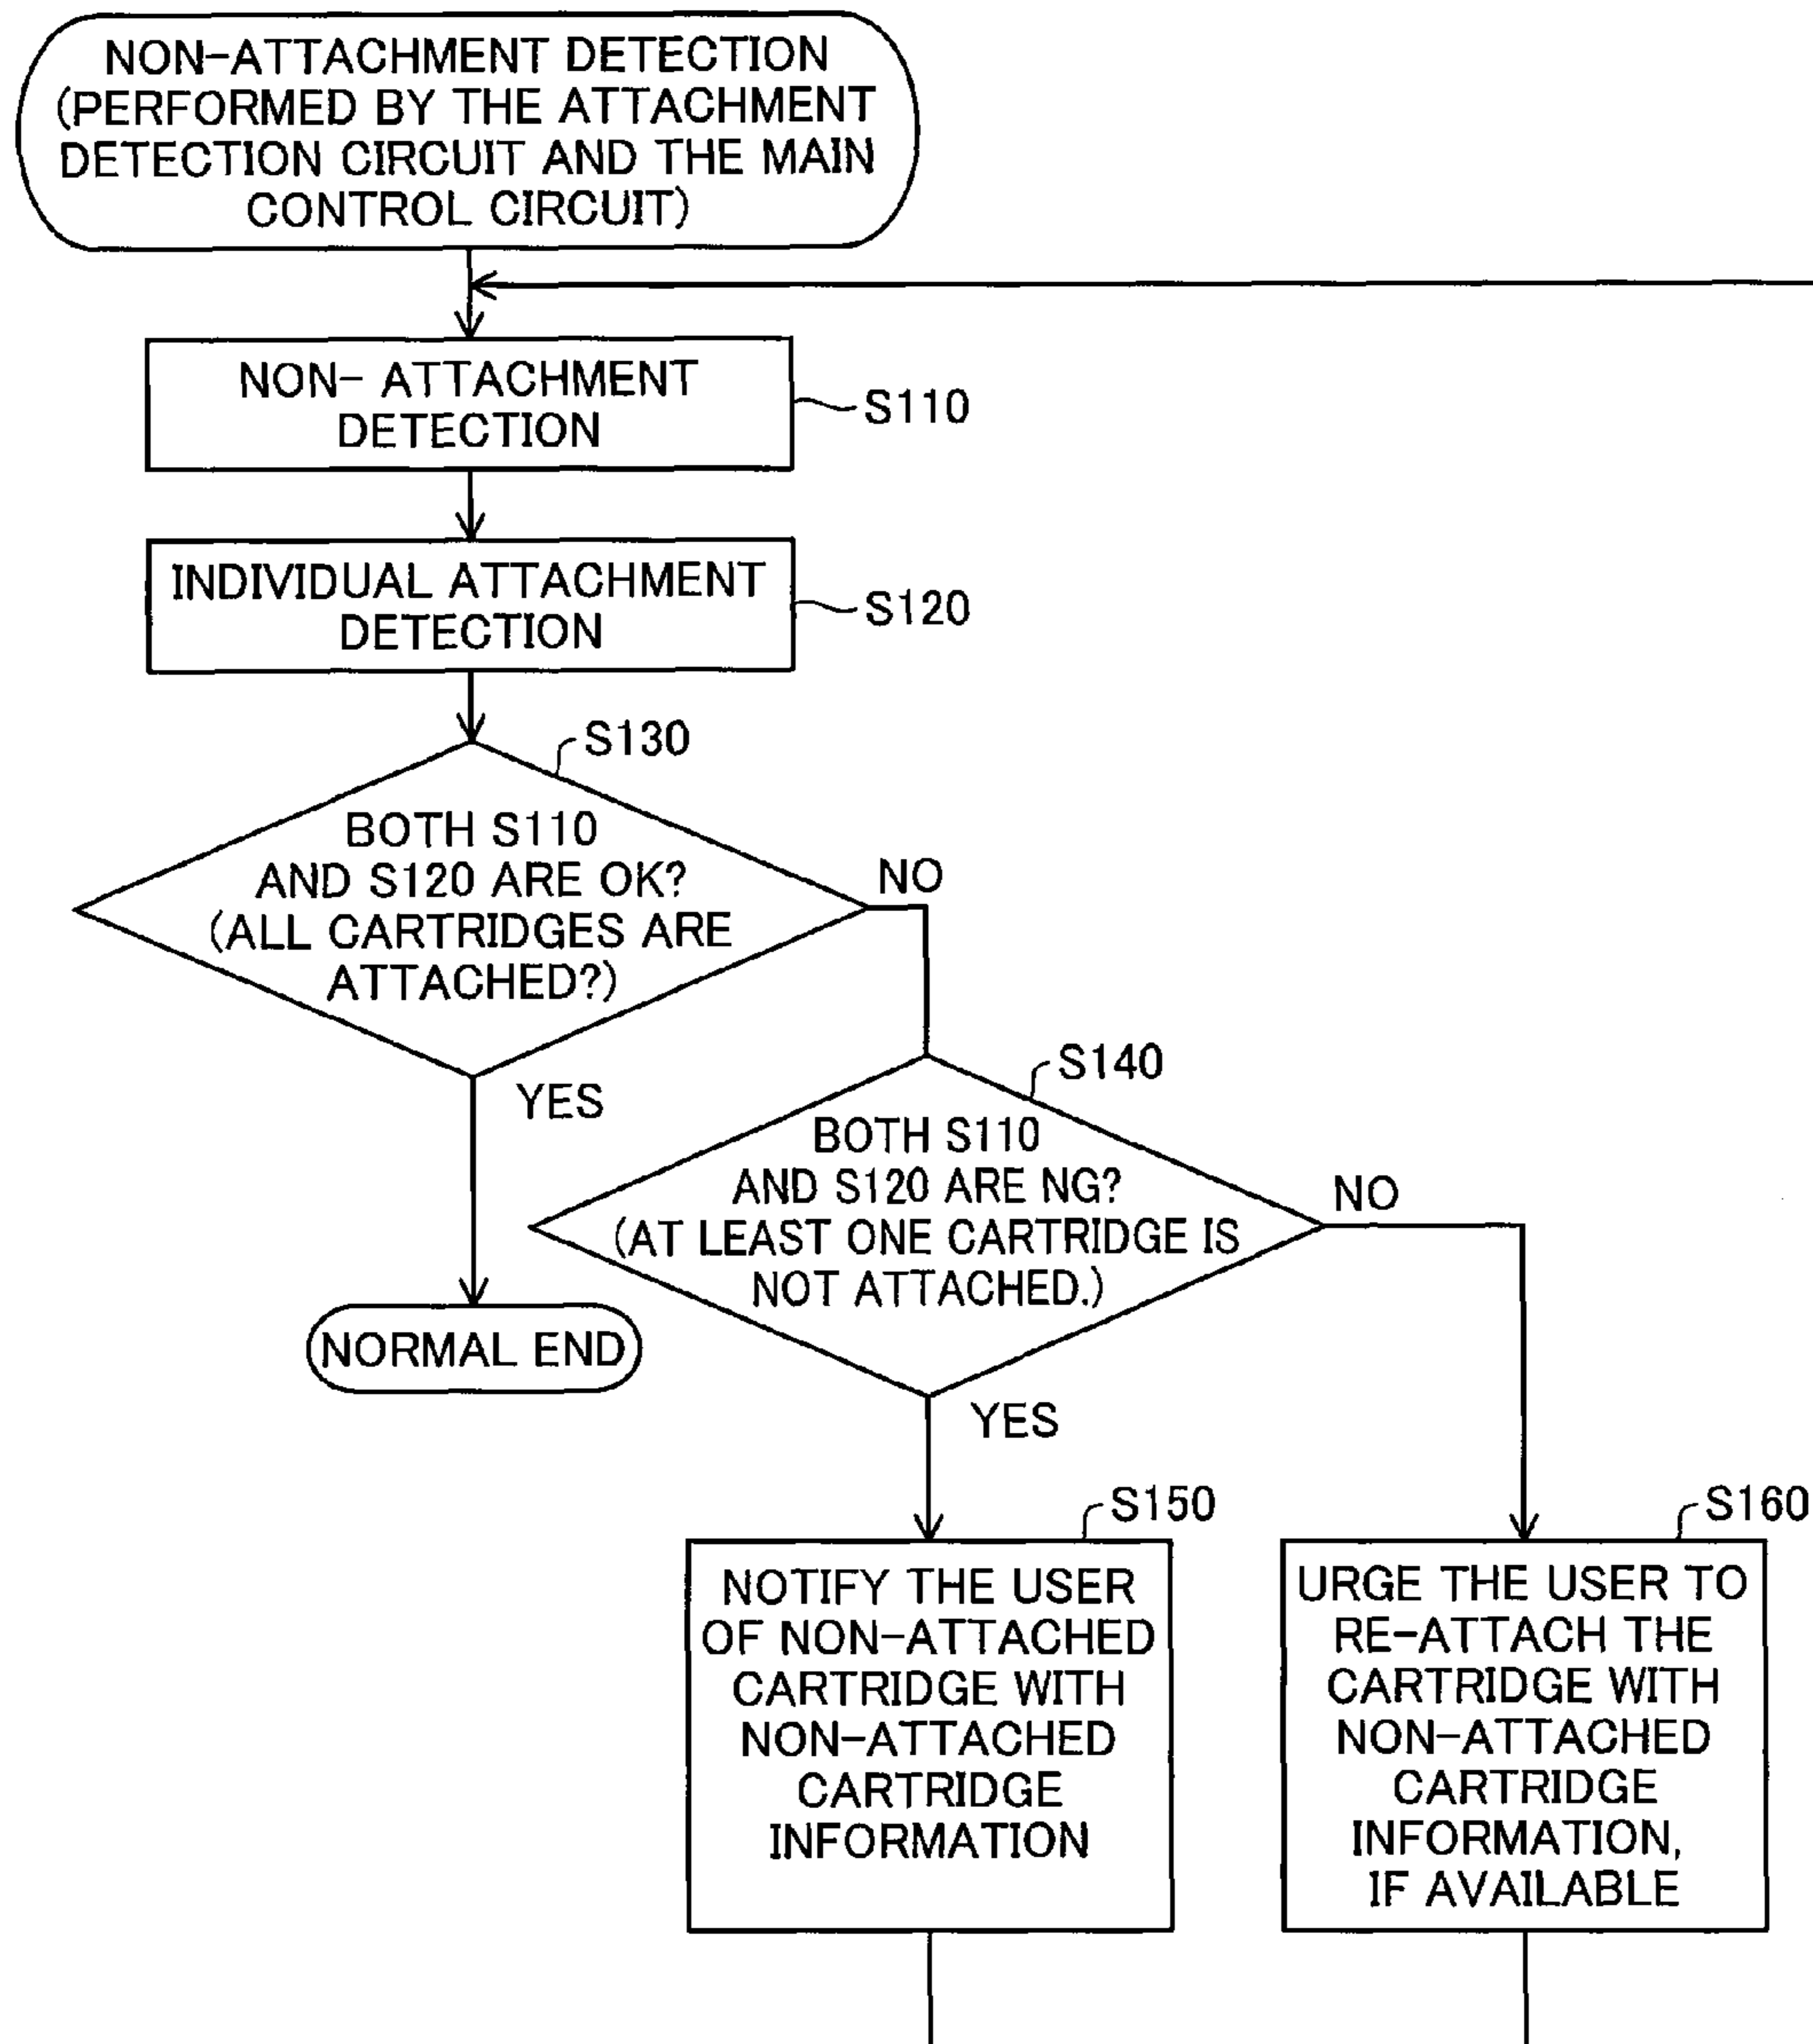 NON-ATTACHMENT DETECTION
(PERFORMED BY THE ATTACHMENT
DETECTION CIRCUIT AND THE MAIN
CONTROL CIRCUIT)
NON- ATTACHMENT
DETECTION
S110
INDIVIDUAL ATTACHMENT
DETECTION
S120
S130
BOTH S110
AND S120 ARE OK?
(ALL CARTRIDGES ARE
ATTACHED?)
NO
YES
NORMAL END
S140
BOTH S110
AND S120 ARE NG?
(AT LEAST ONE CARTRIDGE IS
NOT ATTACHED.)
NO
YES
S150
NOTIFY THE USER
OF NON-ATTACHED
CARTRIDGE WITH
NON-ATTACHED
CARTRIDGE
INFORMATION
S160
URGE THE USER TO
RE-ATTACH THE
CARTRIDGE WITH
NON-ATTACHED
CARTRIDGE
INFORMATION,
IF AVAILABLE